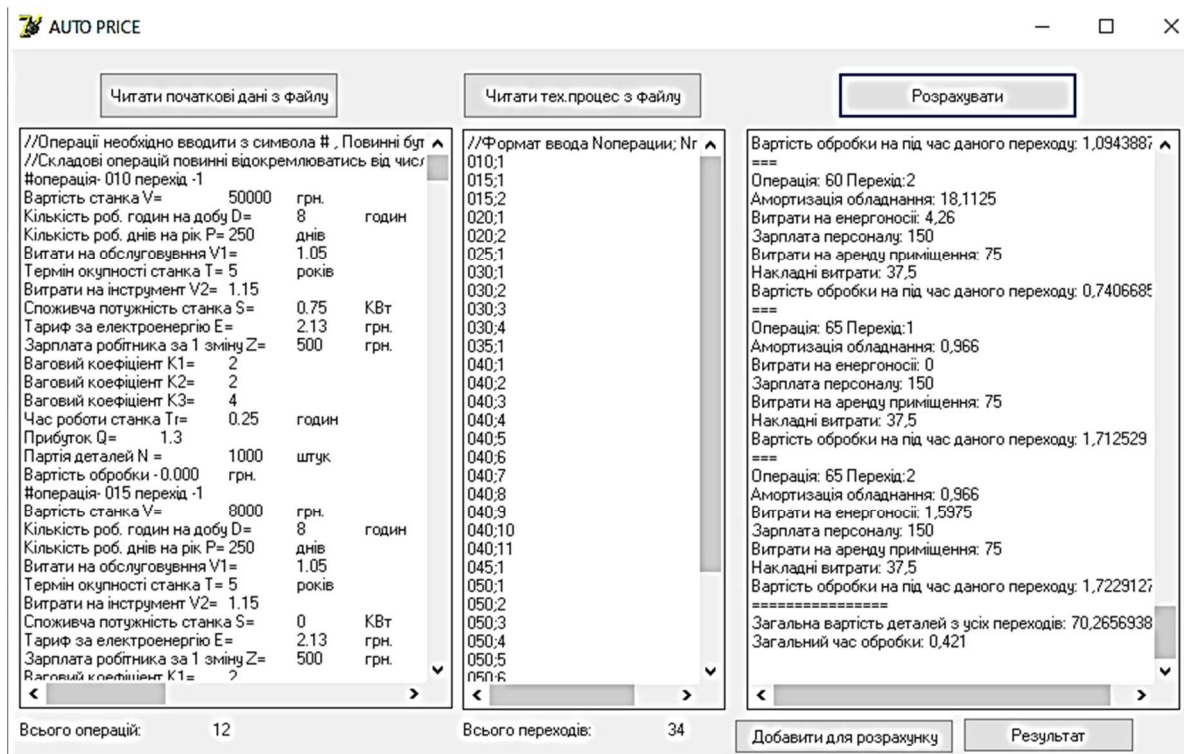 AUTO PRICE
Читати початкові дані з файлу
Читати тех.процес з файлу
Розрахувати
//Операції необхідно вводити з символа # , Повинні бут
//Складові операцій повинні відокремлюватись від
#операція- 010 перехід -1
Вартість станка V= 50000 грн.
Кількість роб. годин на добу D= 8 годин
Кількість роб. днів на рік P= 250 днів
Витати на обслуговувння V1= 1.05
Термін окупності станка T= 5 років
Витрати на інструмент V2= 1.15
Споживча потужність станка S= 0.75 КВт
Тариф за електроенергію E= 2.13 грн.
Зарплата робітника за 1 зміну Z= 500 грн.
Ваговий коефіцієнт K1= 2
Ваговий коефіцієнт K2= 2
Ваговий коефіцієнт K3= 4
Час роботи станка Tr= 0.25 годин
Прибуток Q= 1.3
Партія деталей N = 1000 штук
Вартість обробки - 0.000 грн.
#операція- 015 перехід -1
Вартість станка V= 8000 грн.
Кількість роб. годин на добу D= 8 годин
Кількість роб. днів на рік P= 250 днів
Витати на обслуговувння V1= 1.05
Термін окупності станка T= 5 років
Витрати на інструмент V2= 1.15
Споживча потужність станка S= 0 КВт
Тариф за електроенергію E= 2.13 грн.
Зарплата робітника за 1 зміну Z= 500 грн.
Ваговий коефіцієнт K1= 2
//Формат ввода Nоперации; Nг
010;1
015;1
015;2
020;1
020;2
025;1
030;1
030;2
030;3
030;4
035;1
040;1
040;2
040;3
040;4
040;5
040;6
040;7
040;8
040;9
040;10
040;11
045;1
050;1
050;2
050;3
050;4
050;5
050;6
Вартість обробки на під час даного переходу: 1,0943887
===
Операція: 60 Перехід:2
Амортизація обладнання: 18,1125
Витрати на енергоносії: 4,26
Зарплата персоналу: 150
Витрати на аренду приміщення: 75
Накладні витрати: 37,5
Вартість обробки на під час даного переходу: 0,7406685
===
Операція: 65 Перехід:1
Амортизація обладнання: 0,966
Витрати на енергоносії: 0
Зарплата персоналу: 150
Витрати на аренду приміщення: 75
Накладні витрати: 37,5
Вартість обробки на під час даного переходу: 1,712529
===
Операція: 65 Перехід:2
Амортизація обладнання: 0,966
Витрати на енергоносії: 1,5975
Зарплата персоналу: 150
Витрати на аренду приміщення: 75
Накладні витрати: 37,5
Вартість обробки на під час даного переходу: 1,7229127
================
Загальна вартість деталей з усіх переходів: 70,2656938
Загальний час обробки: 0,421
Всього операцій: 12
Всього переходів: 34
Добавити для розрахунку
Результат